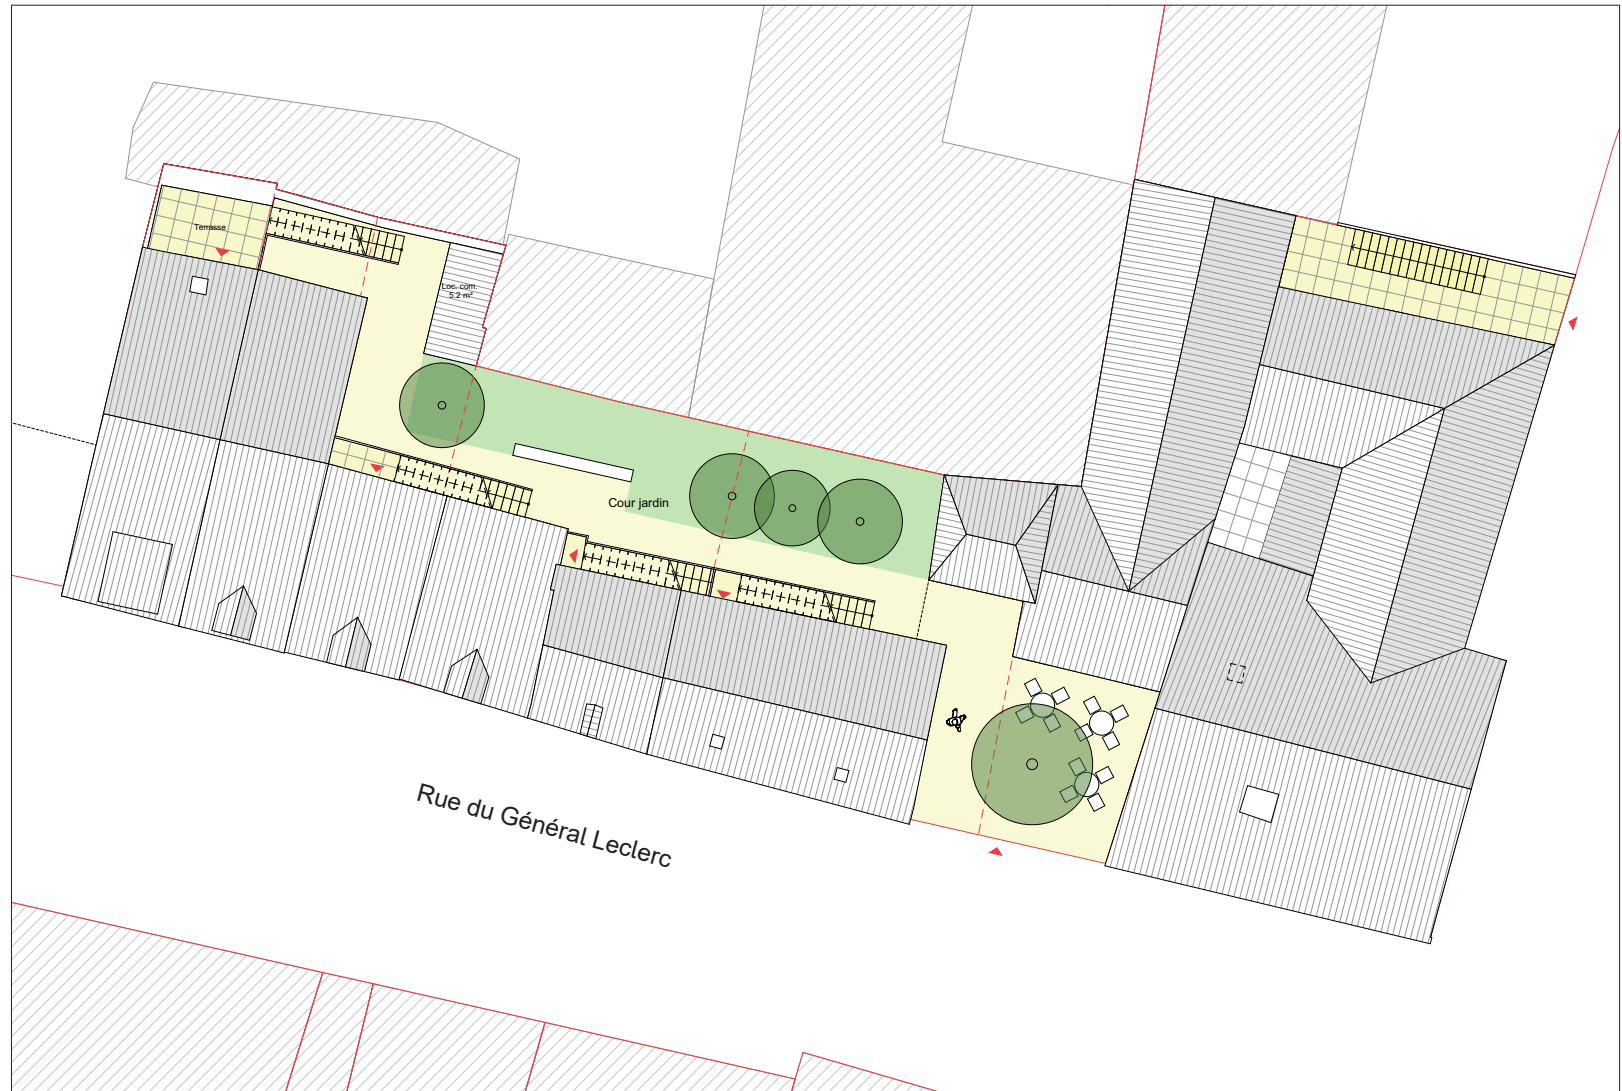 Terrasse
Loc. com.
5.2 m²
Cour jardin
Rue du Général Leclerc